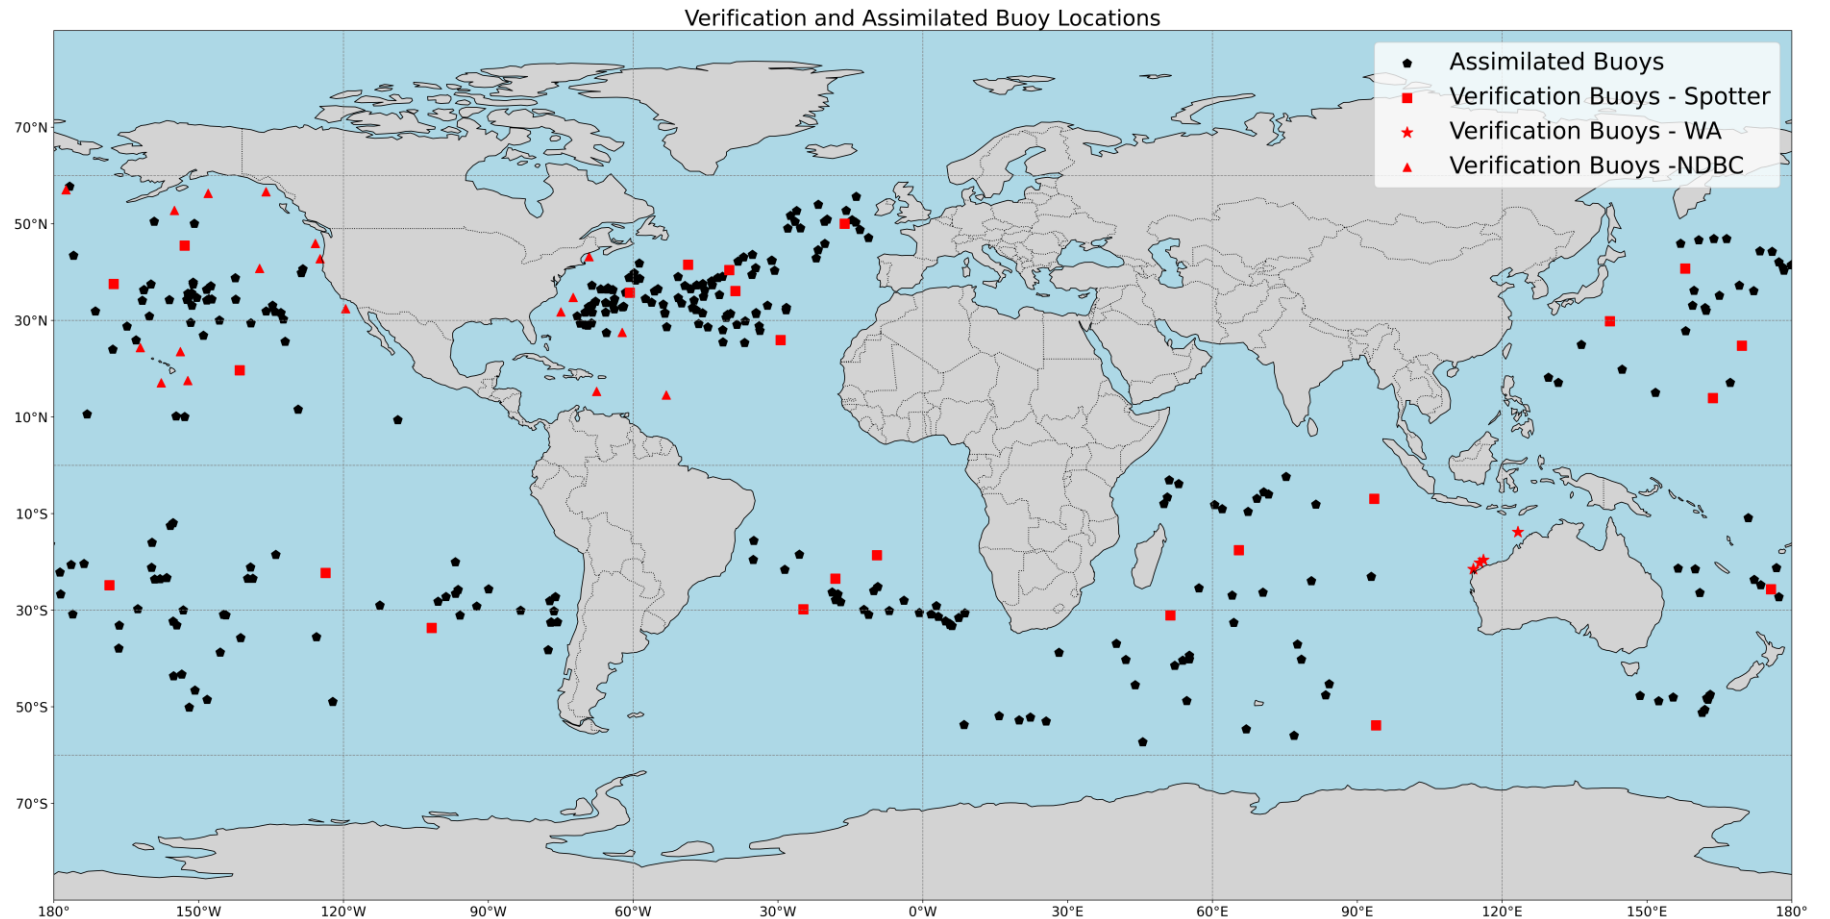 Verification and Assimilated Buoy Locations
Assimilated Buoys
Verification Buoys - Spotter
Verification Buoys - WA
Verification Buoys -NDBC
70°N
50°N
30°N
10°N
10°S
30°S
50°S
70°S
180° 150°W 120°W 90°W 60°W 30°W 0°W 30°E 60°E 90°E 120°E 150°E 180°